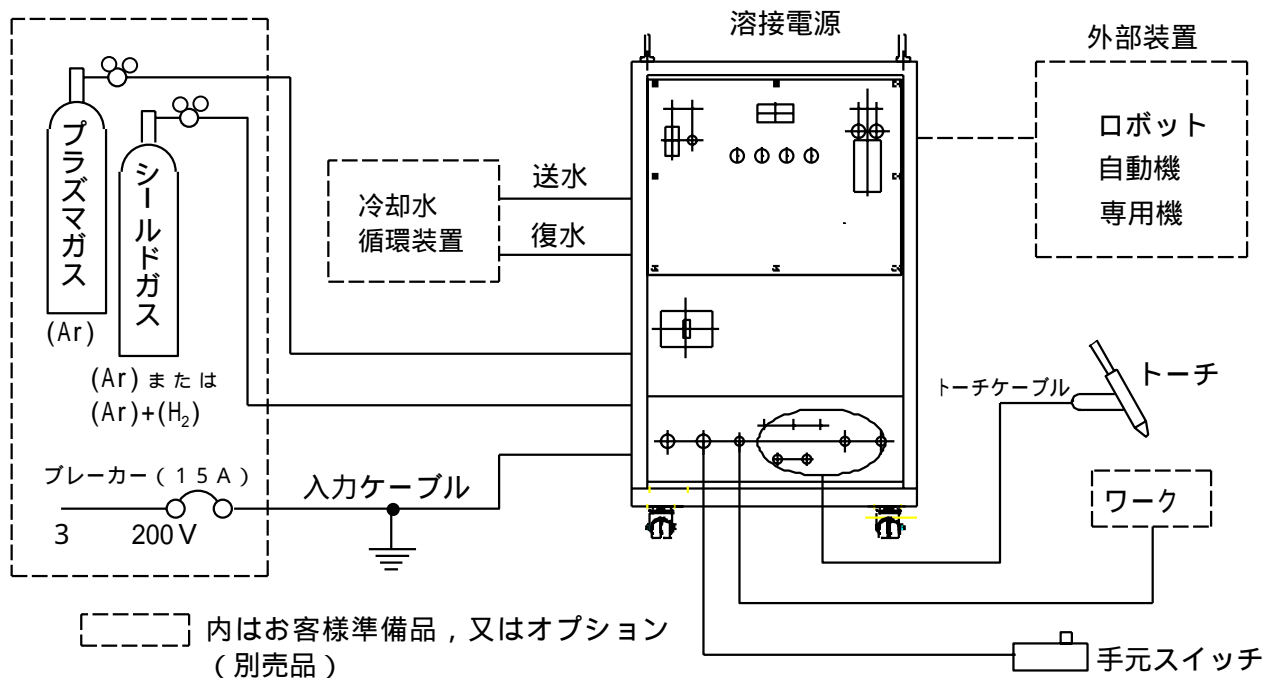 溶接電源
外部装置
ロボット
自動機
専用機
プラズマガス
(Ar)
シールドガス
(Ar) または
(Ar)+(H₂)
冷却水
循環装置
送水
復水
ブレーカー(15A)
3 200V
入力ケーブル
トーチケーブル
トーチ
ワーク
手元スイッチ
内はお客様準備品,又はオプション
(別売品)